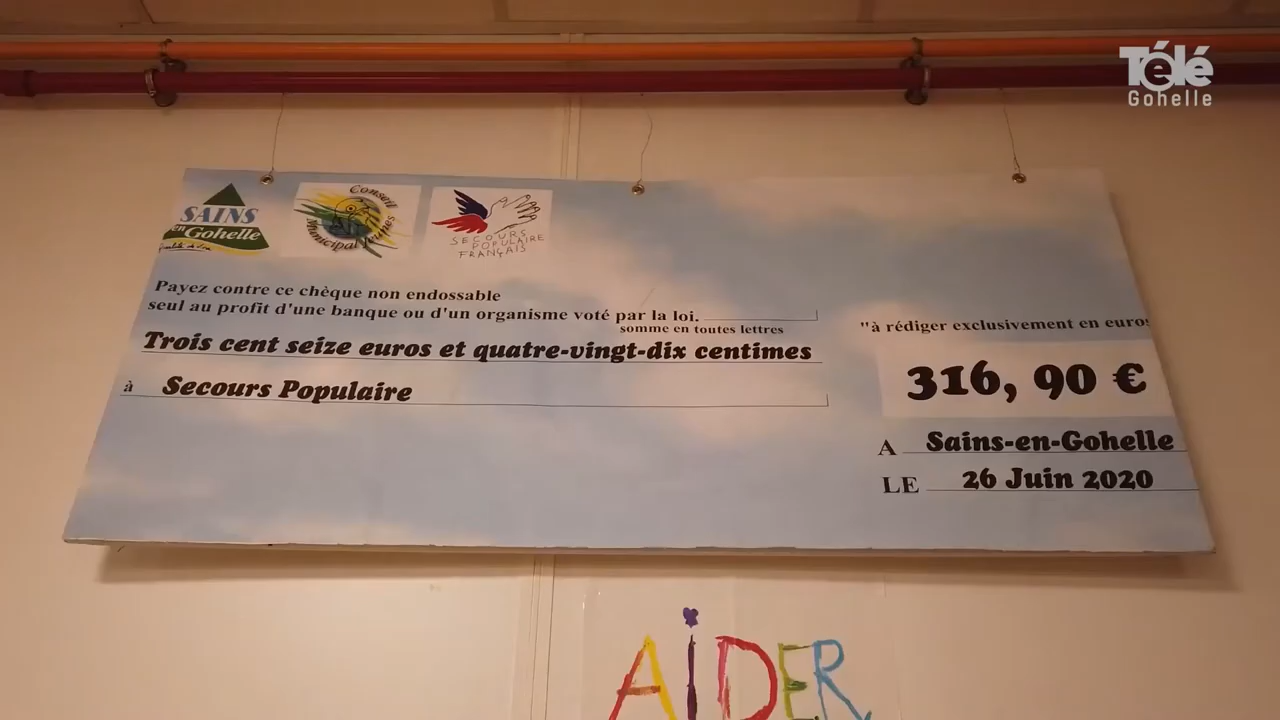 Télé
Gohelle
SAINS
en Gohelle
Conseil
Municipal Jeunes
SECOURS
POPULAIRE
FRANÇAIS
Payez contre ce chèque non endossable
seul au profit d'une banque ou d'un organisme voté par la loi.
somme en toutes lettres
"à rédiger exclusivement en euros
Trois cent seize euros et quatre-vingt-dix centimes
316, 90 €
à Secours Populaire
A Sains-en-Gohelle
LE 26 Juin 2020
AiDER